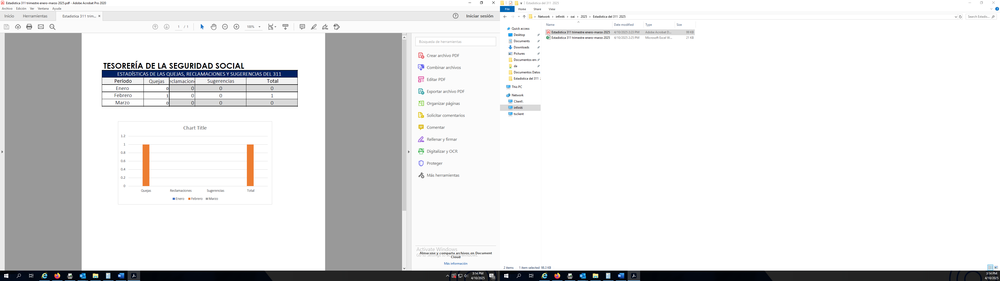 Estadistica 311 trimestre enero-marzo 2025.pdf - Adobe Acrobat Pro 2020
Archivo Edición Ver Ventana Ayuda
Inicio Herramientas Estadistica 311 trim... × Iniciar sesión
1 / 1 100%
TESORERÍA DE LA SEGURIDAD SOCIAL
ESTADÍSTICAS DE LAS QUEJAS, RECLAMACIONES Y SUGERENCIAS DEL 311
Período Quejas eclamacion Sugerencias Total
Enero 0 0 0 0
Febrero 1 0 0 1
Marzo 0 0 0 0
Chart Title
1.2
1
0.8
0.6
0.4
0.2
0
Quejas Reclamaciones Sugerencias Total
Enero Febrero Marzo
Búsqueda de herramientas
Crear archivo PDF
Combinar archivos
Editar PDF
Exportar archivo PDF
Organizar páginas
Solicitar comentarios
Comentar
Rellenar y firmar
Digitalizar y OCR
Proteger
Más herramientas
Activate Windows
Go to Settings to activate Windows.
Almacene y comparta archivos en Document
Cloud
Más información
3:14 PM
4/10/2025
13
Estadistica del 311 2025
File Home Share View
Network › infiniti › oai › 2025 › Estadistica del 311 2025
Search Estadis...
Name Date modified Type Size
Estadistica 311 trimestre enero-marzo 2025 4/10/2025 2:23 PM Adobe Acrobat D... 99 KB
Estadistica 311 trimestre enero-marzo 2025 4/10/2025 2:25 PM Microsoft Excel W... 21 KB
Quick access
Desktop
Documents
Downloads
Pictures
Documentos en
da
Documentos Datos
Estadistica del 311 2
This PC
Network
Client\
infiniti
tsclient
2 items 1 item selected 98.3 KB
3:14 PM
4/10/2025